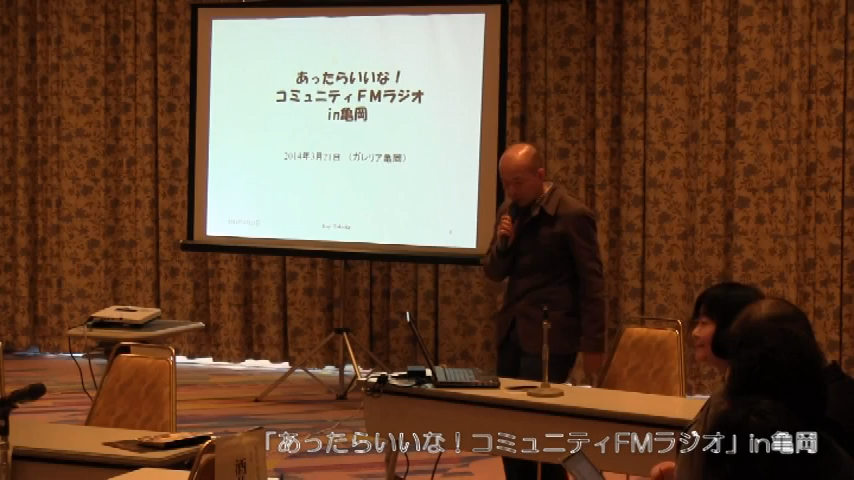 あったらいいな！
コミュニティＦＭラジオ
in亀岡
2014年3月21日 （ガレリア亀岡）
「あったらいいな！コミュニティFMラジオ」in亀岡